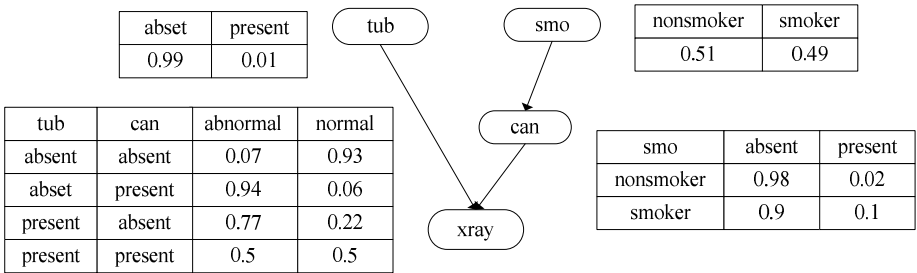 abset present
0.99 0.01
tub
smo
nonsmoker smoker
0.51 0.49
tub can abnormal normal
absent absent 0.07 0.93
abset present 0.94 0.06
present absent 0.77 0.22
present present 0.5 0.5
can
xray
smo absent present
nonsmoker 0.98 0.02
smoker 0.9 0.1